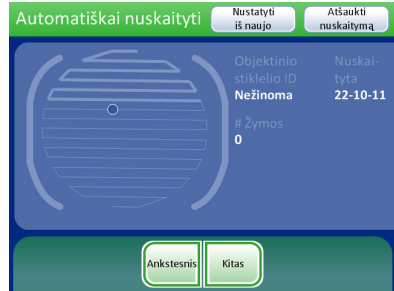 Automatiškai nuskaityti
Nustatyti
iš naujo
Atšaukti
nuskaitymą
Objektinio
stiklelio ID
Nežinoma
Nuskai-
tyta
22-10-11
# Žymos
0
Ankstesnis
Kitas